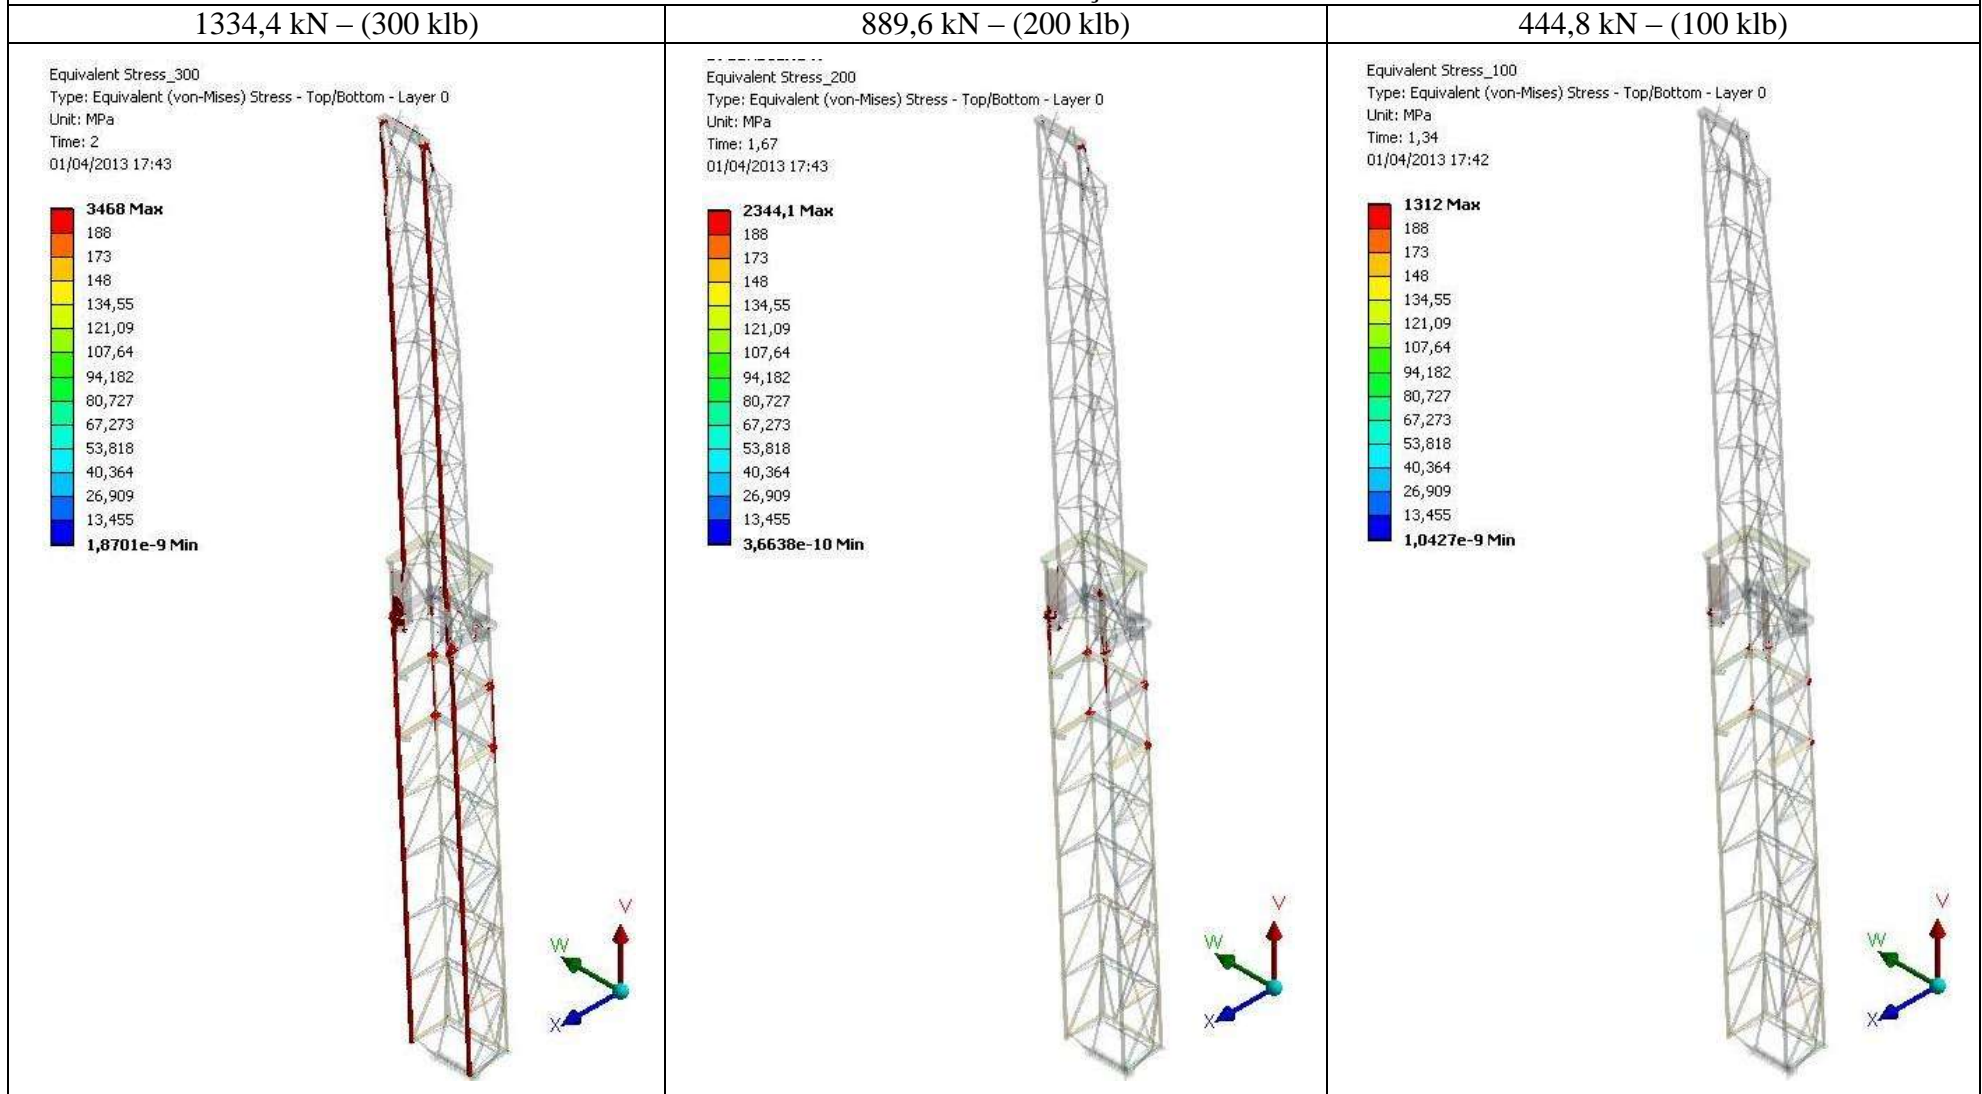 1334,4 kN – (300 klb)
889,6 kN – (200 klb)
444,8 kN – (100 klb)
Equivalent Stress_300
Type: Equivalent (von-Mises) Stress - Top/Bottom - Layer 0
Unit: MPa
Time: 2
01/04/2013 17:43
3468 Max
188
173
148
134,55
121,09
107,64
94,182
80,727
67,273
53,818
40,364
26,909
13,455
1,8701e-9 Min
V
W
X
Equivalent Stress_200
Type: Equivalent (von-Mises) Stress - Top/Bottom - Layer 0
Unit: MPa
Time: 1,67
01/04/2013 17:43
2344,1 Max
188
173
148
134,55
121,09
107,64
94,182
80,727
67,273
53,818
40,364
26,909
13,455
3,6638e-10 Min
V
W
X
Equivalent Stress_100
Type: Equivalent (von-Mises) Stress - Top/Bottom - Layer 0
Unit: MPa
Time: 1,34
01/04/2013 17:42
1312 Max
188
173
148
134,55
121,09
107,64
94,182
80,727
67,273
53,818
40,364
26,909
13,455
1,0427e-9 Min
V
W
X